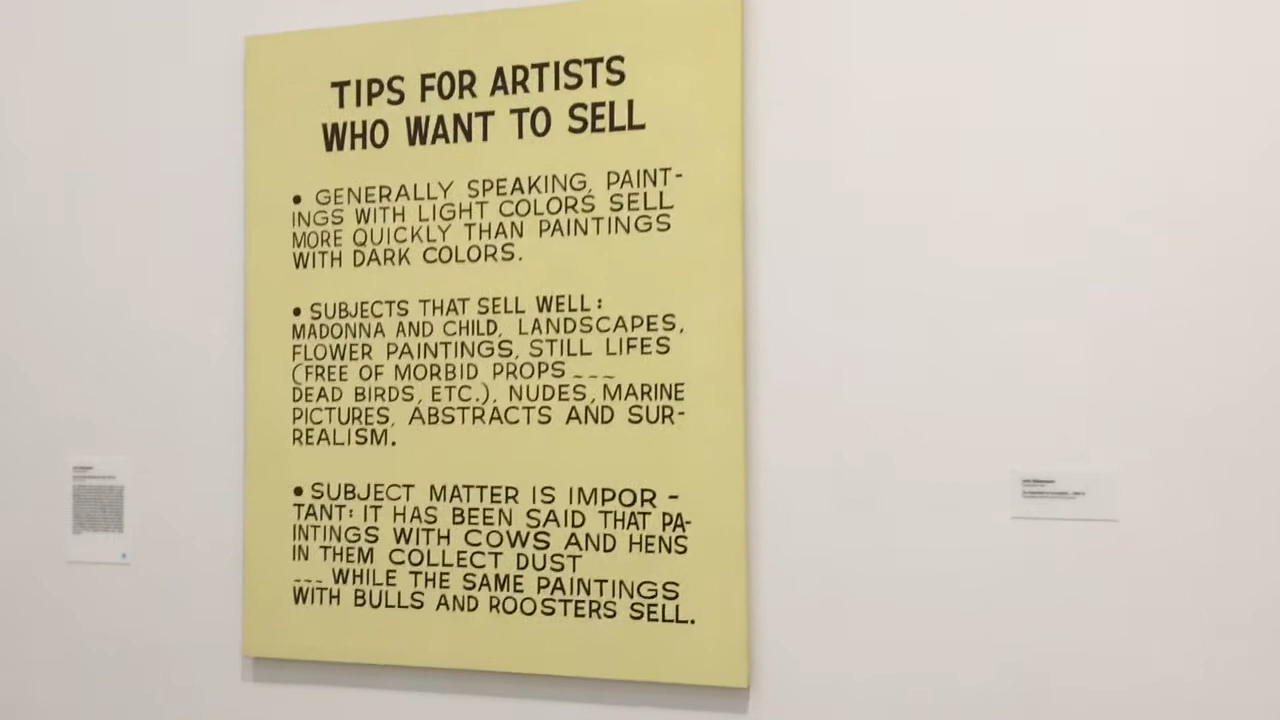 TIPS FOR ARTISTS
WHO WANT TO SELL
• GENERALLY SPEAKING, PAINT-
INGS WITH LIGHT COLORS SELL
MORE QUICKLY THAN PAINTINGS
WITH DARK COLORS.
• SUBJECTS THAT SELL WELL:
MADONNA AND CHILD, LANDSCAPES,
FLOWER PAINTINGS, STILL LIFES
(FREE OF MORBID PROPS ___
DEAD BIRDS, ETC.), NUDES, MARINE
PICTURES, ABSTRACTS AND SUR-
REALISM.
• SUBJECT MATTER IS IMPOR-
TANT: IT HAS BEEN SAID THAT PA-
INTINGS WITH COWS AND HENS
IN THEM COLLECT DUST
___ WHILE THE SAME PAINTINGS
WITH BULLS AND ROOSTERS SELL.